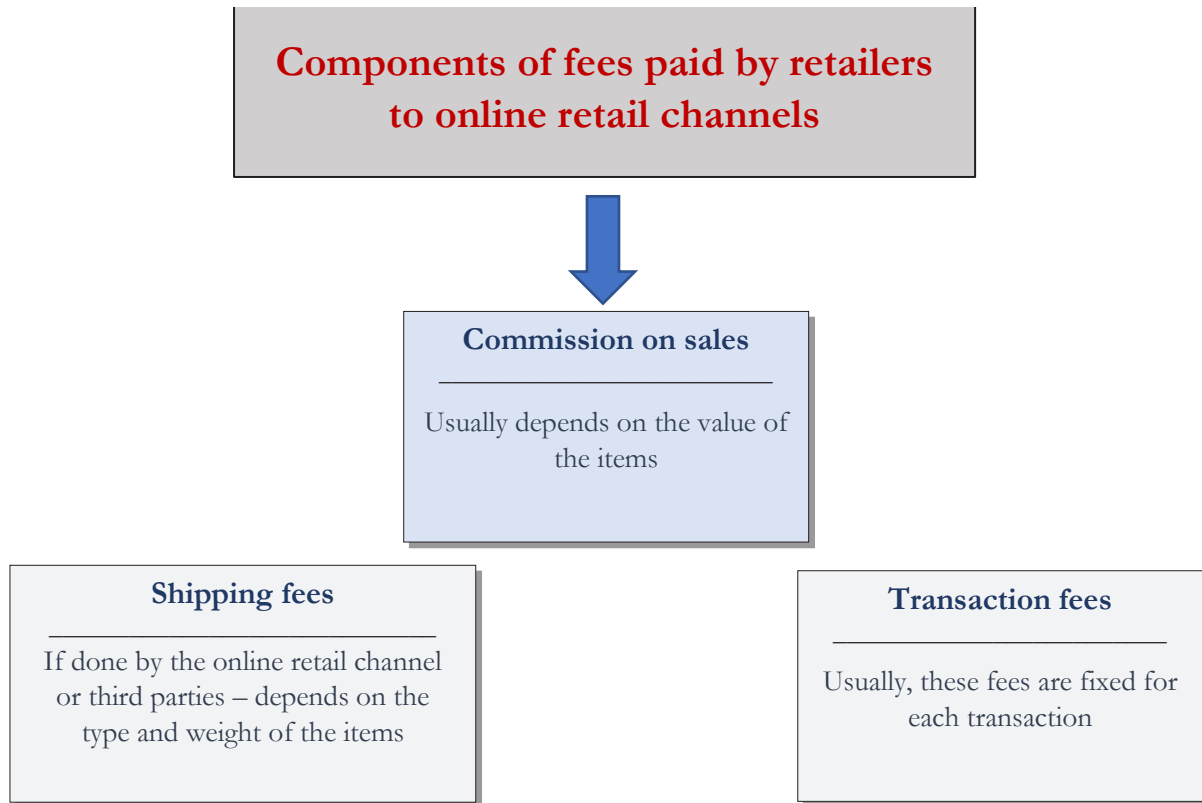 Components of fees paid by retailers
to online retail channels
Commission on sales
Usually depends on the value of
the items
Shipping fees
If done by the online retail channel
or third parties – depends on the
type and weight of the items
Transaction fees
Usually, these fees are fixed for
each transaction